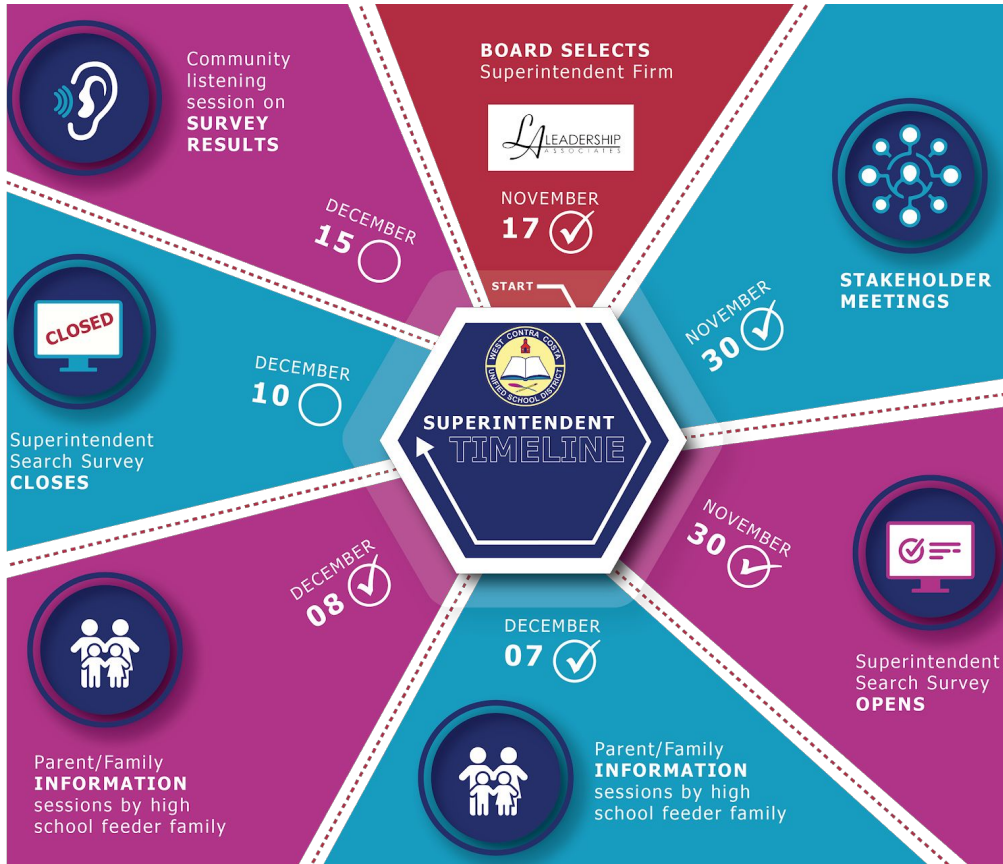 BOARD SELECTS
Superintendent Firm
LA LEADERSHIP
ASSOCIATES
NOVEMBER
17
START
STAKEHOLDER
MEETINGS
NOVEMBER
30
NOVEMBER
30
Superintendent
Search Survey
OPENS
DECEMBER
07
Parent/Family
INFORMATION
sessions by high
school feeder family
DECEMBER
08
Parent/Family
INFORMATION
sessions by high
school feeder family
DECEMBER
10
CLOSED
Superintendent
Search Survey
CLOSES
DECEMBER
15
Community
listening
session on
SURVEY
RESULTS
WEST CONTRA COSTA
UNIFIED SCHOOL DISTRICT
SUPERINTENDENT
TIMELINE